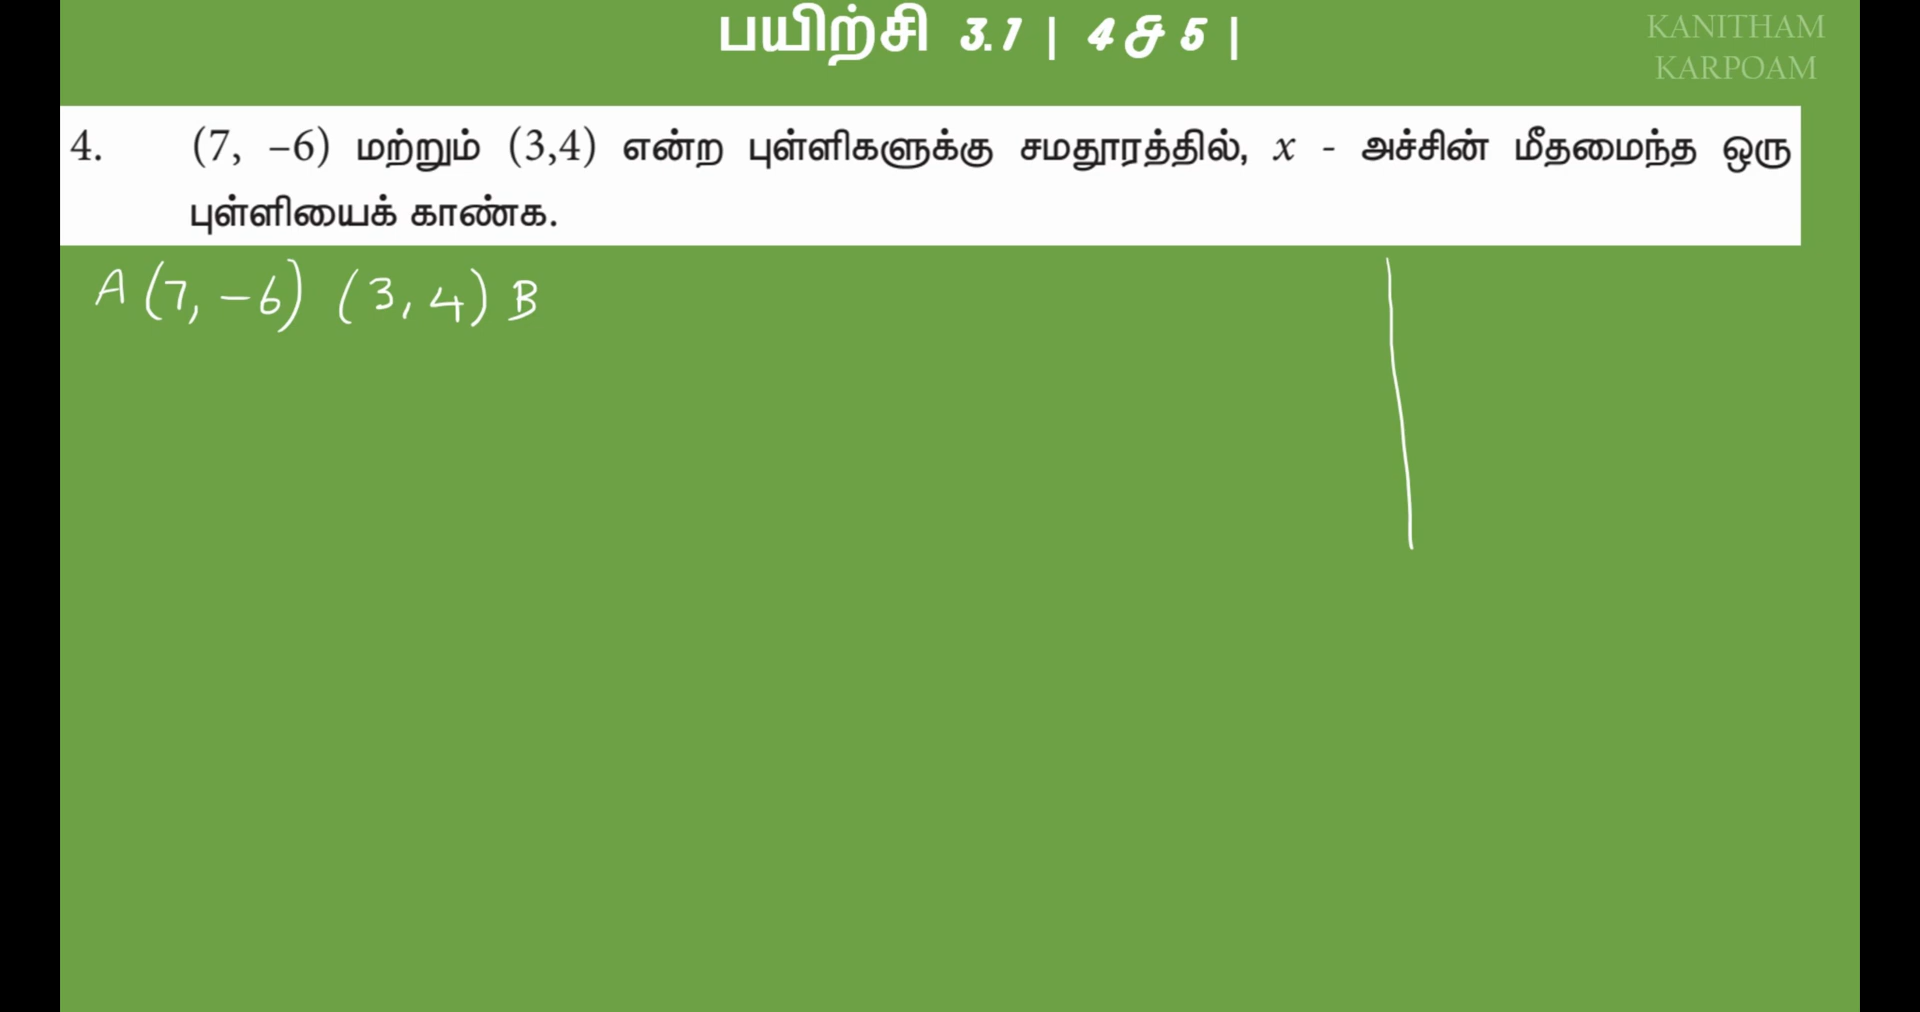 பயிற்சி 3.1 | 4 & 5 |
KANITHAM
KARPOAM
4. (7, −6) மற்றும் (3,4) என்ற புள்ளிகளுக்கு சமதூரத்தில், x - அச்சின் மீதமைந்த ஒரு
புள்ளியைக் காண்க.
A (7, −6) (3, 4) B